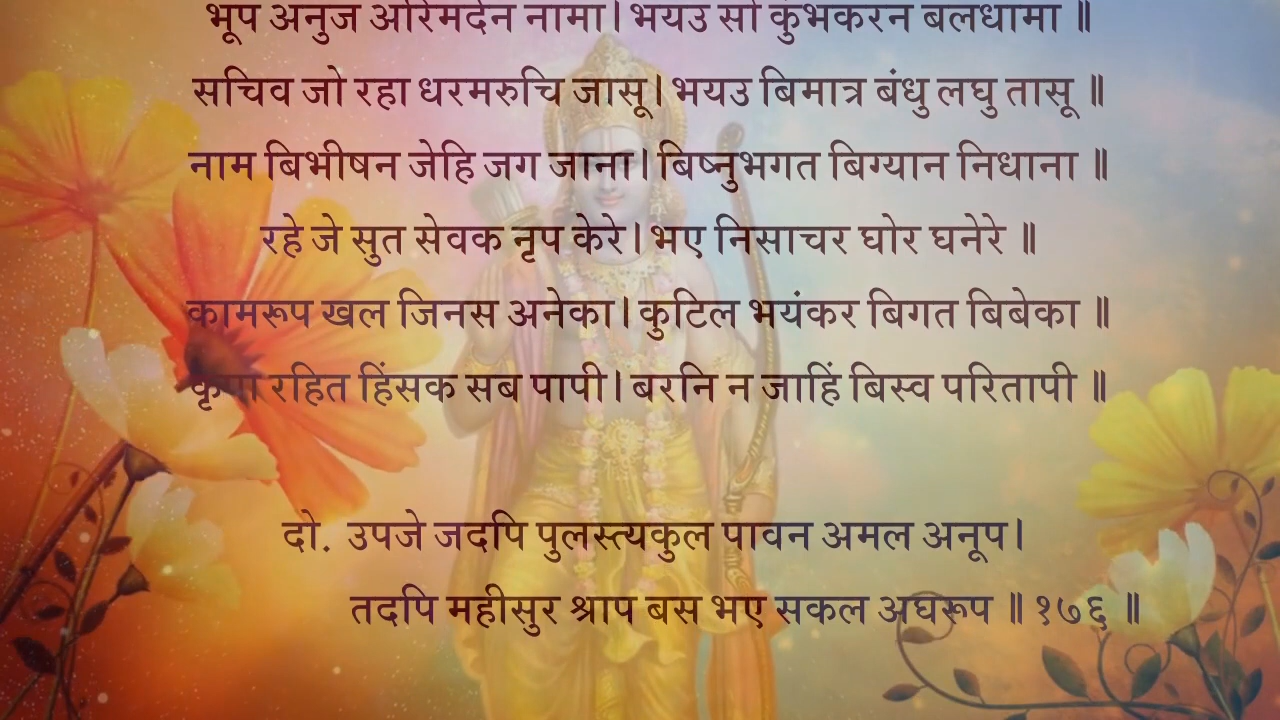 भूप अनुज अरिमर्दन नामा। भयउ सो कुंभकरन बलधामा ॥
सचिव जो रहा धरमरुचि जासू। भयउ बिमात्र बंधु लघु तासू ॥
नाम बिभीषन जेहि जग जाना। बिष्नुभगत बिग्यान निधाना ॥
रहे जे सुत सेवक नृप केरे। भए निसाचर घोर घनेरे ॥
कामरूप खल जिनस अनेका। कुटिल भयंकर बिगत बिबेका ॥
कृपा रहित हिंसक सब पापी। बरनि न जाहिं बिस्व परितापी ॥
दो. उपजे जदपि पुलस्त्यकुल पावन अमल अनूप।
तदपि महीसुर श्राप बस भए सकल अघरूप ॥ १७६ ॥